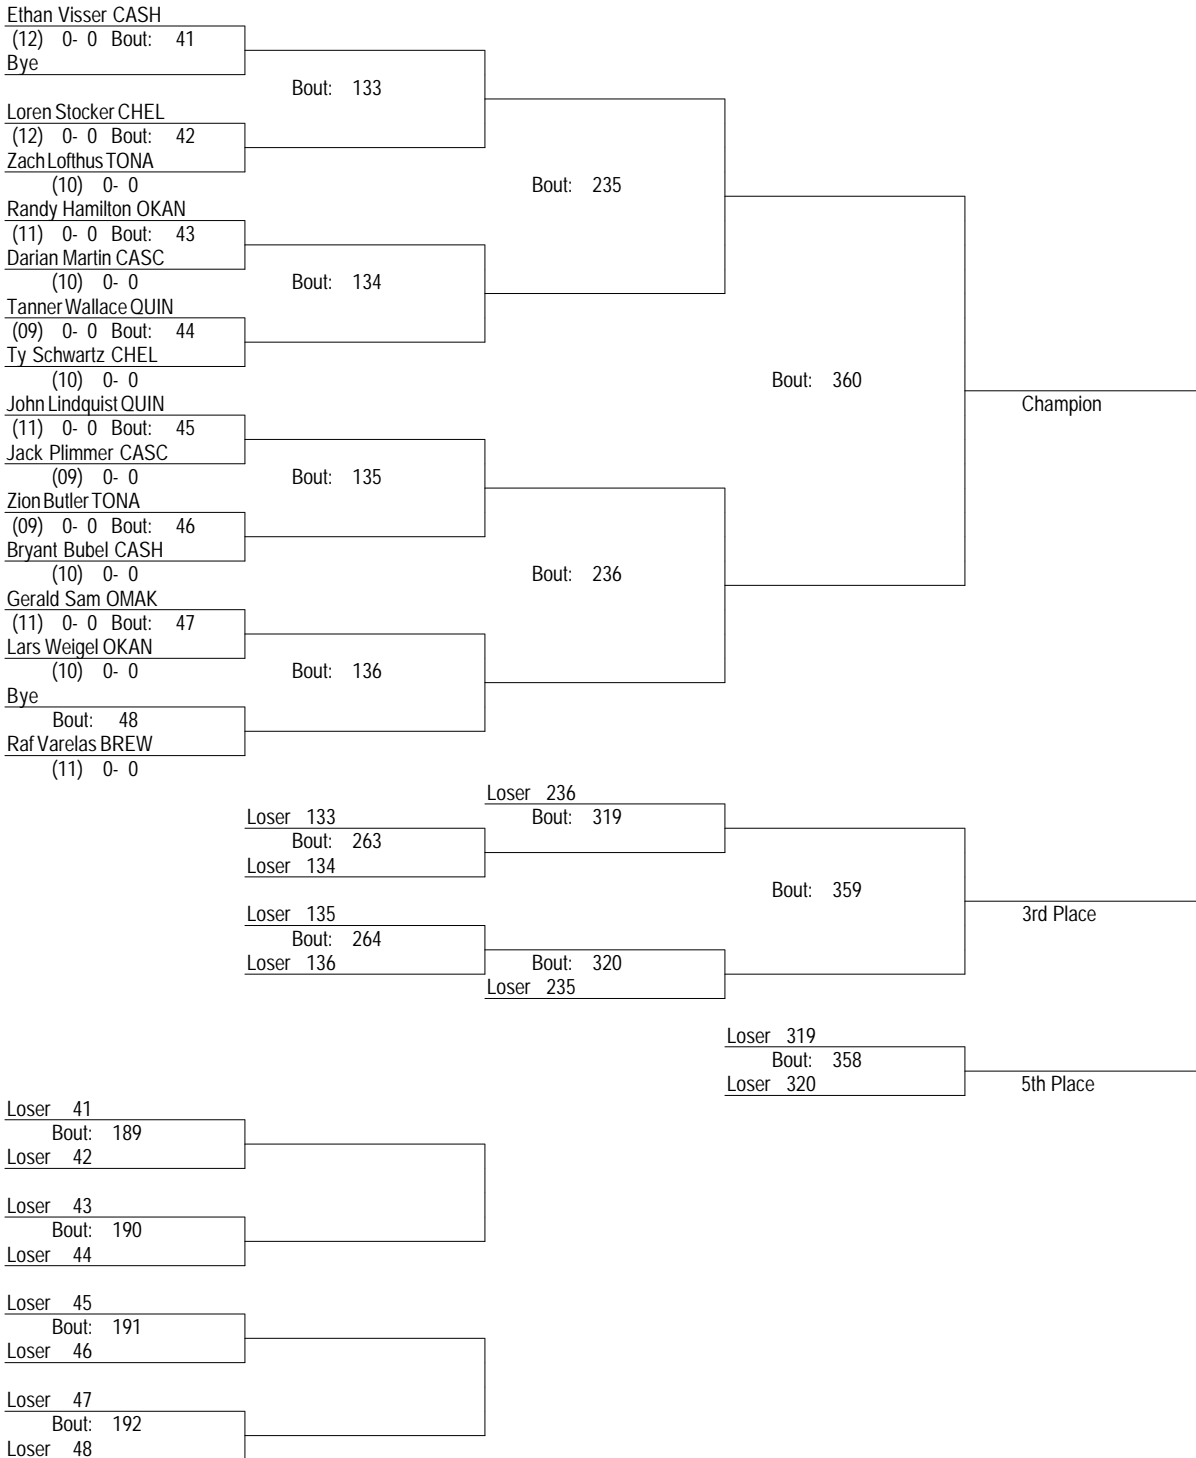 Ethan Visser CASH
(12) 0- 0 Bout: 41
Bye
Bout: 133
Loren Stocker CHEL
(12) 0- 0 Bout: 42
Zach Lofthus TONA
(10) 0- 0
Bout: 235
Randy Hamilton OKAN
(11) 0- 0 Bout: 43
Darian Martin CASC
(10) 0- 0
Bout: 134
Tanner Wallace QUIN
(09) 0- 0 Bout: 44
Ty Schwartz CHEL
(10) 0- 0
Bout: 360
Champion
John Lindquist QUIN
(11) 0- 0 Bout: 45
Jack Plimmer CASC
(09) 0- 0
Bout: 135
Zion Butler TONA
(09) 0- 0 Bout: 46
Bryant Bubel CASH
(10) 0- 0
Bout: 236
Gerald Sam OMAK
(11) 0- 0 Bout: 47
Lars Weigel OKAN
(10) 0- 0
Bout: 136
Bye
Bout: 48
Raf Varelas BREW
(11) 0- 0
Loser 236
Loser 133
Bout: 319
Bout: 263
Loser 134
Bout: 359
3rd Place
Loser 135
Bout: 264
Loser 136
Bout: 320
Loser 235
Loser 319
Bout: 358
Loser 320
5th Place
Loser 41
Bout: 189
Loser 42
Loser 43
Bout: 190
Loser 44
Loser 45
Bout: 191
Loser 46
Loser 47
Bout: 192
Loser 48